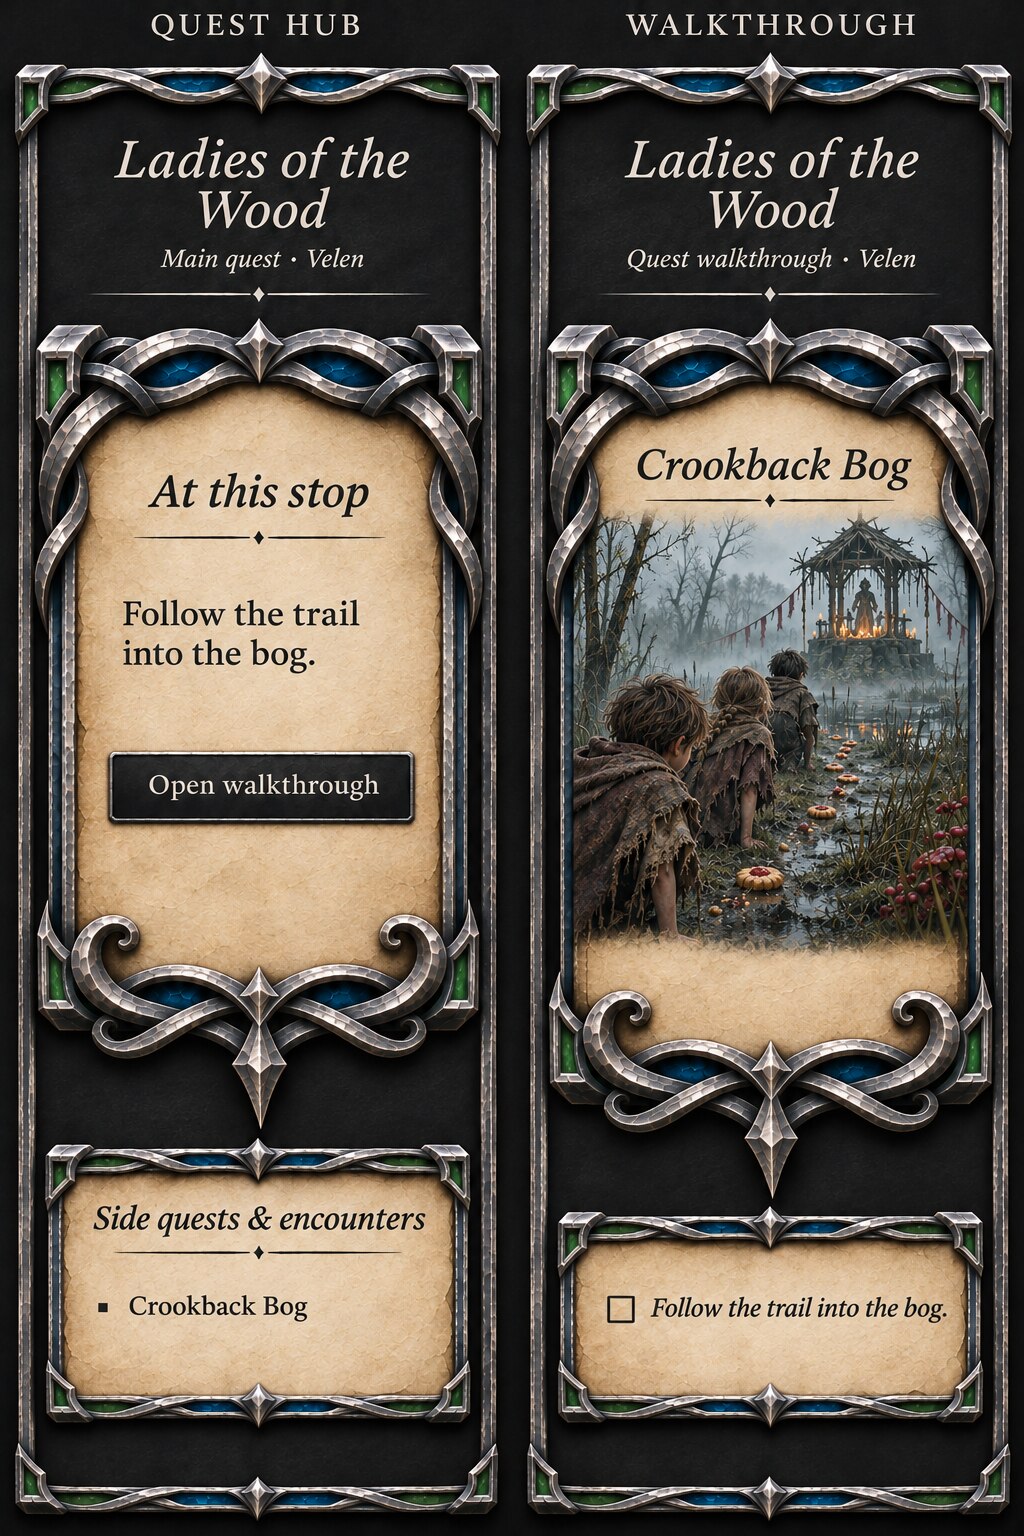 QUEST HUB
Ladies of the
Wood
Main quest · Velen
At this stop
Follow the trail
into the bog.
Open walkthrough
Side quests & encounters
▪ Crookback Bog
WALKTHROUGH
Ladies of the
Wood
Quest walkthrough · Velen
Crookback Bog
Follow the trail into the bog.